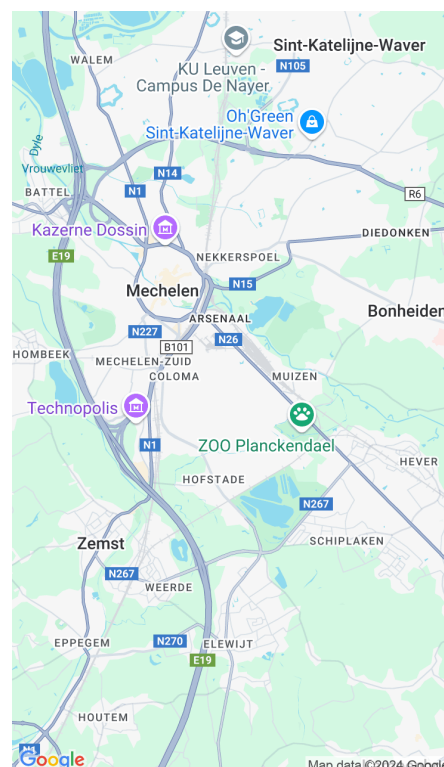 Sint-Katelijne-Waver
WALEM
KU Leuven -
Campus De Nayer
N105
Oh'Green
Sint-Katelijne-Waver
Dyle
Vrouwevliet
N14
BATTEL
N1
R6
Kazerne Dossin
DIEDONKEN
E19
NEKKERSPOEL
Mechelen
N15
Bonheiden
ARSENAAL
N227
N26
B101
HOMBEEK
MECHELEN-ZUID
COLOMA
MUIZEN
Technopolis
N1
ZOO Planckendael
HEVER
HOFSTADE
N267
Zemst
SCHIPLAKEN
N267
WEERDE
EPPEGEM
N270
ELEWIJT
E19
HOUTEM
Google
Map data ©2024 Google